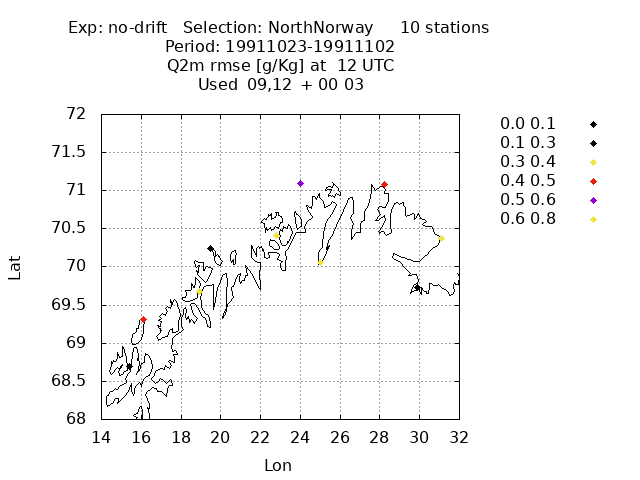 Exp: no-drift   Selection: NorthNorway     10 stations
Period: 19911023-19911102
Q2m rmse [g/Kg] at  12 UTC
Used  09,12  + 00 03
72
71.5
71
70.5
70
69.5
69
68.5
68
14 16 18 20 22 24 26 28 30 32
Lat
Lon
0.0 0.1
0.1 0.3
0.3 0.4
0.4 0.5
0.5 0.6
0.6 0.8